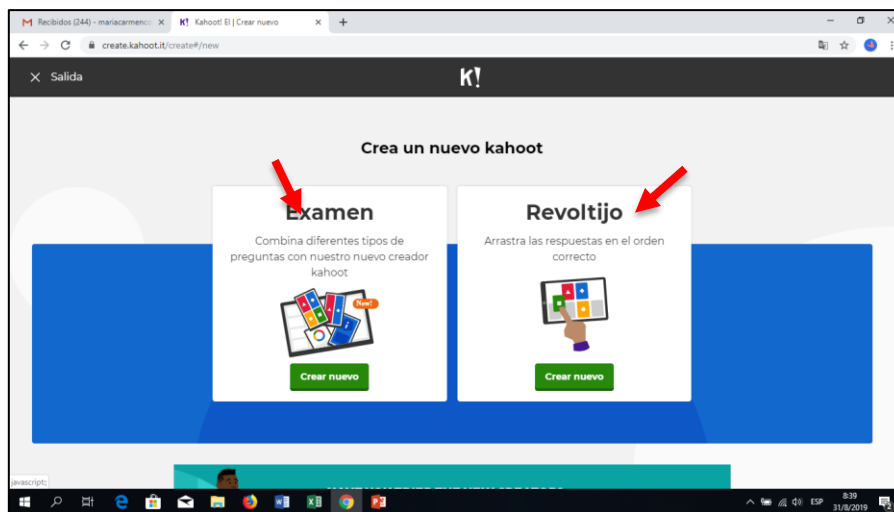 Recibidos (244) - mariacarmenco
K! Kahoot! El | Crear nuevo
create.kahoot.it/create#/new
Salida
K!
Crea un nuevo kahoot
Examen
Combina diferentes tipos de
preguntas con nuestro nuevo creador
kahoot
New!
Crear nuevo
Revoltijo
Arrastra las respuestas en el orden
correcto
Crear nuevo
javascript:;
ESP
8:39
31/8/2019